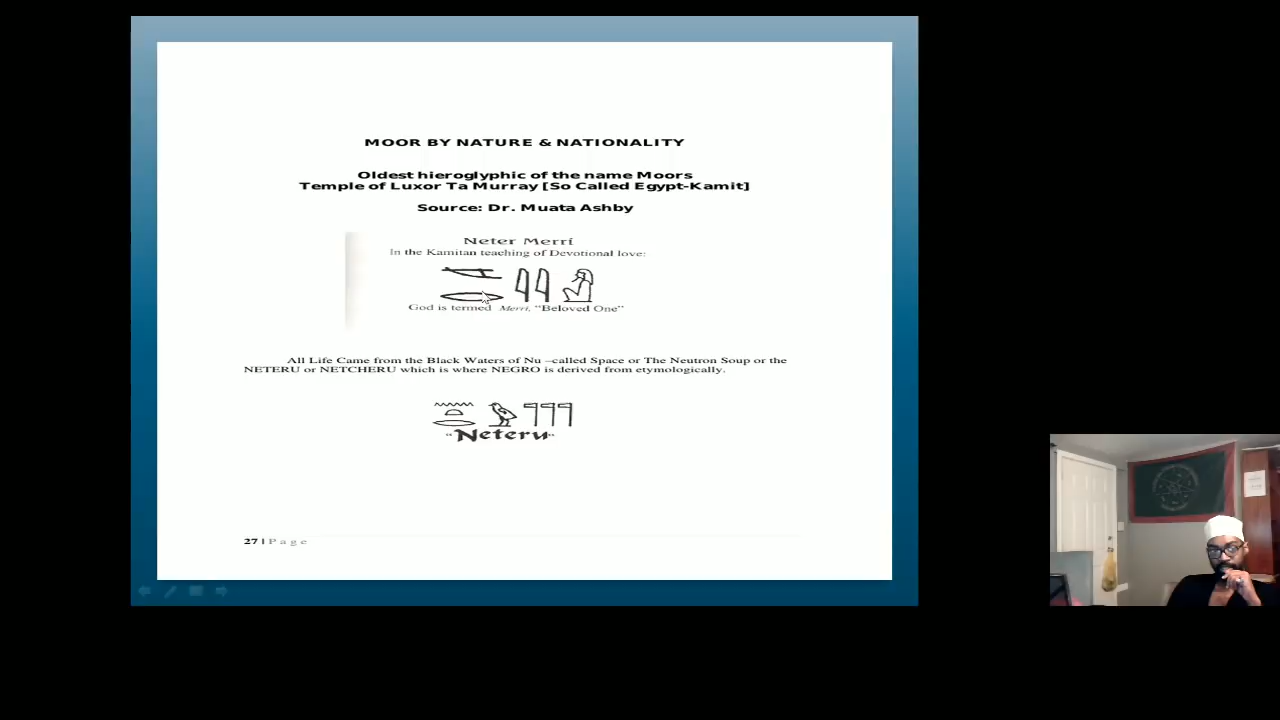 MOOR BY NATURE & NATIONALITY
Oldest hieroglyphic of the name Moors
Temple of Luxor Ta Murray [So Called Egypt-Kamit]
Source: Dr. Muata Ashby
Neter Merri
In the Kamitan teaching of Devotional love:
God is termed Merri, "Beloved One"
All Life Came from the Black Waters of Nu –called Space or The Neutron Soup or the
NETERU or NETCHERU which is where NEGRO is derived from etymologically.
"Neteru"
27 | P a g e